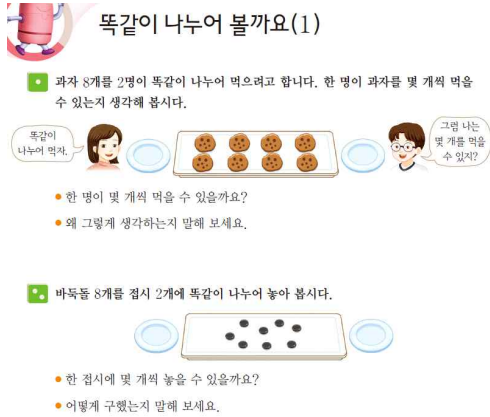 똑같이 나누어 볼까요(1)
과자 8개를 2명이 똑같이 나누어 먹으려고 합니다. 한 명이 과자를 몇 개씩 먹을
수 있는지 생각해 봅시다.
똑같이
나누어 먹자.
그럼 나는
몇 개를 먹을
수 있지?
한 명이 몇 개씩 먹을 수 있을까요?
왜 그렇게 생각하는지 말해 보세요.
바둑돌 8개를 접시 2개에 똑같이 나누어 놓아 봅시다.
한 접시에 몇 개씩 놓을 수 있을까요?
어떻게 구했는지 말해 보세요.